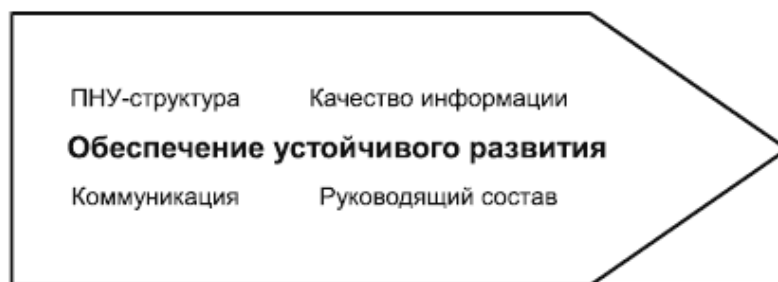 ПНУ-структура Качество информации
Обеспечение устойчивого развития
Коммуникация Руководящий состав